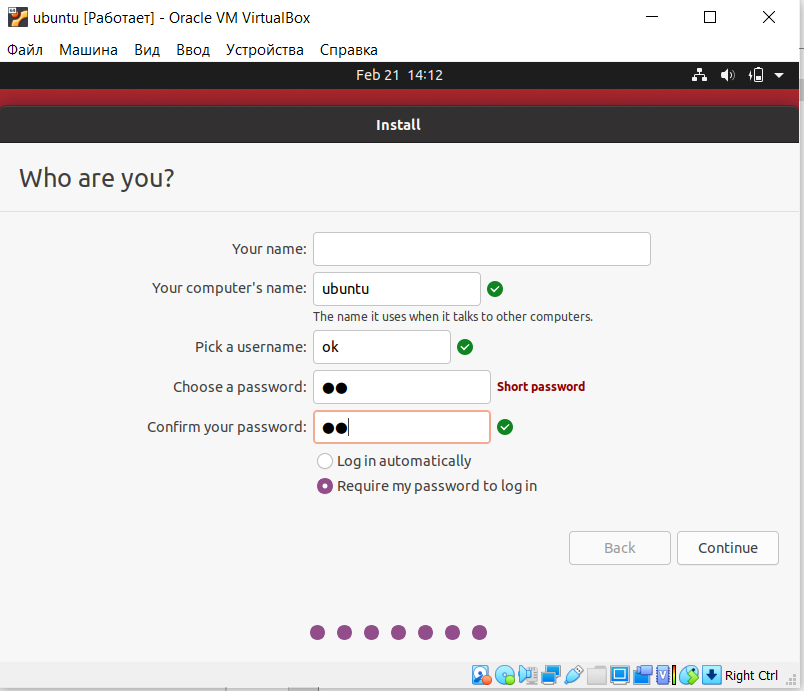 ubuntu [Работает] - Oracle VM VirtualBox
Файл Машина Вид Ввод Устройства Справка
Feb 21 14:12
Install
Who are you?
Your name:
Your computer's name: ubuntu
The name it uses when it talks to other computers.
Pick a username: ok
Choose a password: ●● Short password
Confirm your password: ●●
Log in automatically
Require my password to log in
Back Continue
Right Ctrl